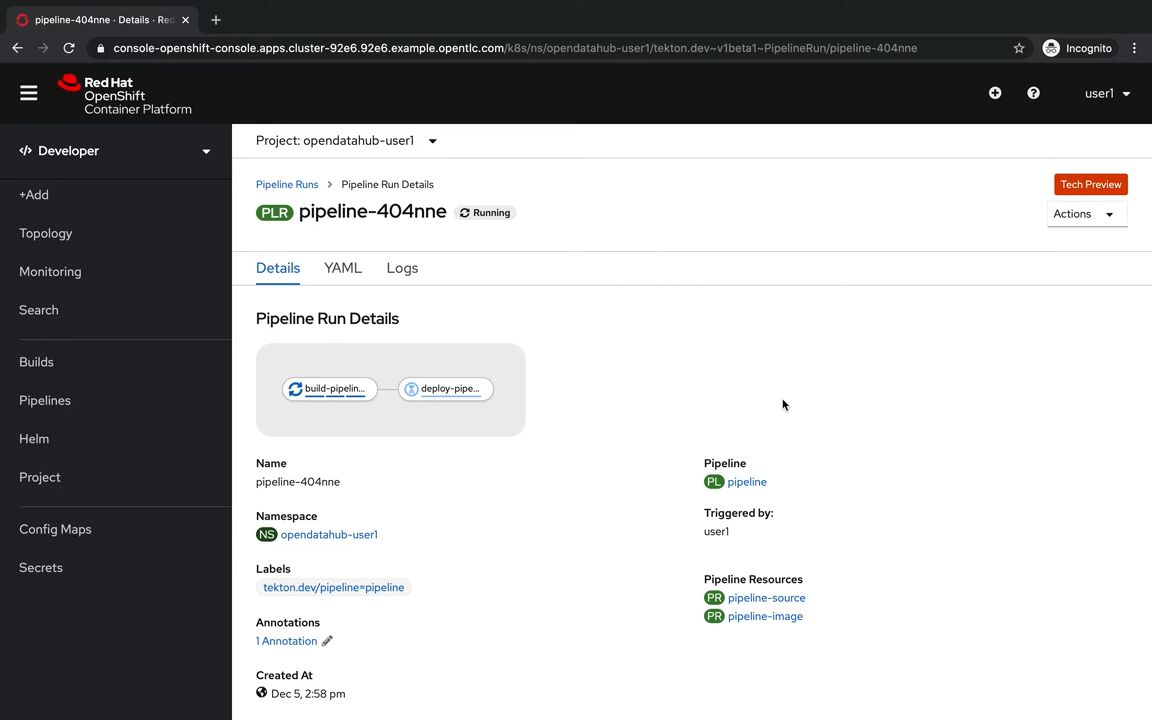 pipeline-404nne · Details · Red
console-openshift-console.apps.cluster-92e6.92e6.example.opentlc.com/k8s/ns/opendatahub-user1/tekton.dev~v1beta1~PipelineRun/pipeline-404nne
Incognito
Red Hat
OpenShift
Container Platform
user1
Developer
Project: opendatahub-user1
+Add
Topology
Monitoring
Search
Builds
Pipelines
Helm
Project
Config Maps
Secrets
Pipeline Runs > Pipeline Run Details
Tech Preview
PLR pipeline-404nne Running
Actions
Details YAML Logs
Pipeline Run Details
build-pipelin... deploy-pipe...
Name
pipeline-404nne
Namespace
NS opendatahub-user1
Labels
tekton.dev/pipeline=pipeline
Annotations
1 Annotation
Created At
Dec 5, 2:58 pm
Pipeline
PL pipeline
Triggered by:
user1
Pipeline Resources
PR pipeline-source
PR pipeline-image